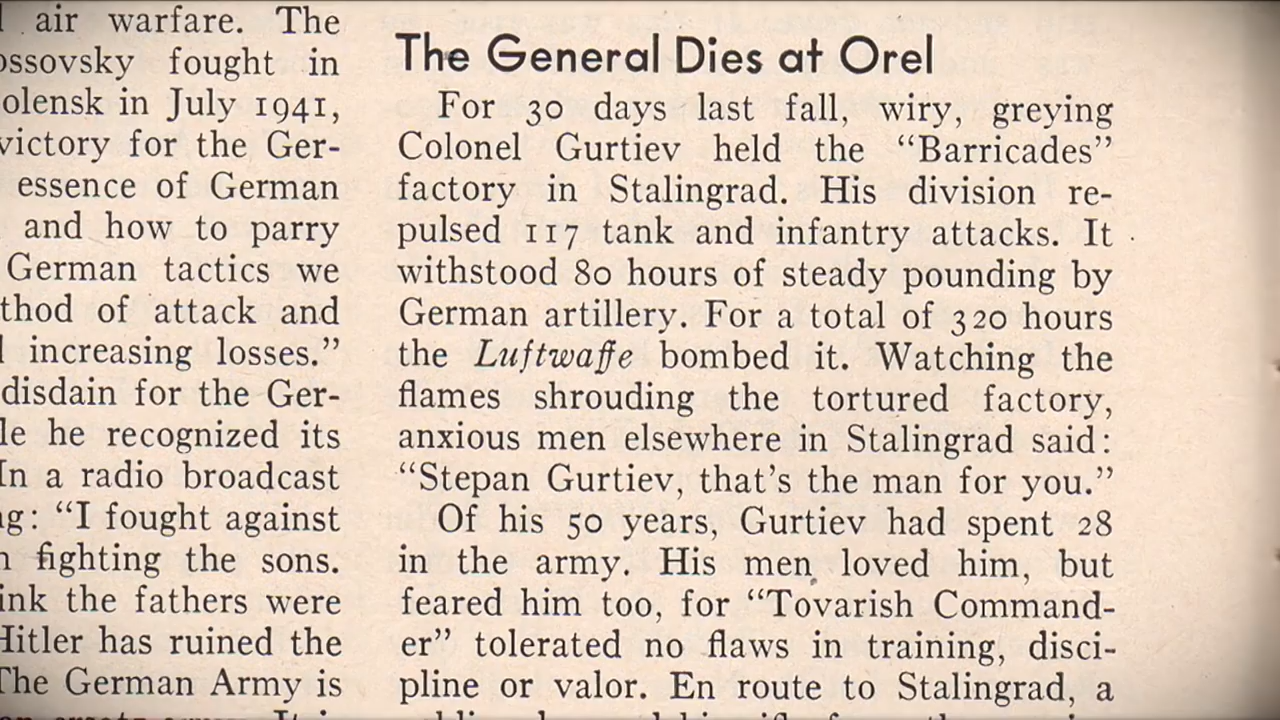 air warfare. The
ossovsky fought in
olensk in July 1941,
victory for the Ger-
essence of German
and how to parry
German tactics we
thod of attack and
increasing losses.”
disdain for the Ger-
le he recognized its
In a radio broadcast
ng: “I fought against
fighting the sons.
ink the fathers were
Hitler has ruined the
The German Army is
The General Dies at Orel
For 30 days last fall, wiry, greying
Colonel Gurtiev held the “Barricades”
factory in Stalingrad. His division re-
pulsed 117 tank and infantry attacks. It
withstood 80 hours of steady pounding by
German artillery. For a total of 320 hours
the Luftwaffe bombed it. Watching the
flames shrouding the tortured factory,
anxious men elsewhere in Stalingrad said:
“Stepan Gurtiev, that’s the man for you.”
Of his 50 years, Gurtiev had spent 28
in the army. His men loved him, but
feared him too, for “Tovarish Command-
er” tolerated no flaws in training, disci-
pline or valor. En route to Stalingrad, a